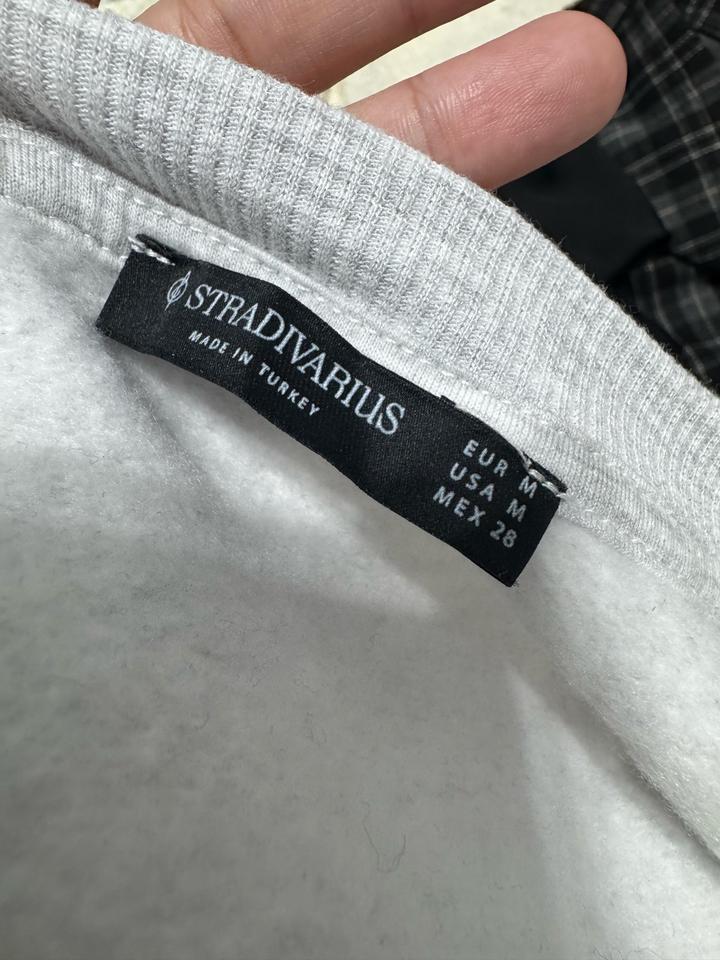 STRADIVARIUS
MADE IN TURKEY
EUR M
USA M
MEX 28